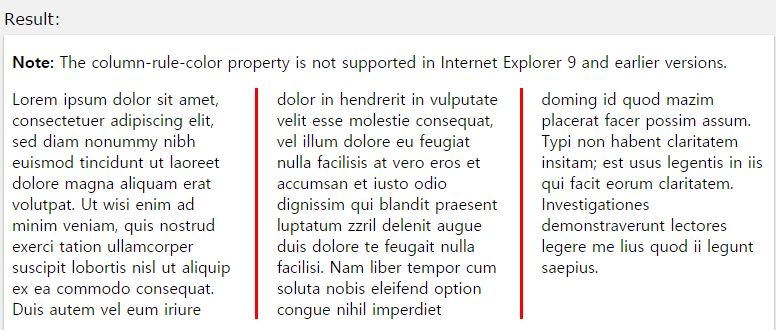 Result:
Note: The column-rule-color property is not supported in Internet Explorer 9 and earlier versions.
Lorem ipsum dolor sit amet,
consectetuer adipiscing elit,
sed diam nonummy nibh
euismod tincidunt ut laoreet
dolore magna aliquam erat
volutpat. Ut wisi enim ad
minim veniam, quis nostrud
exerci tation ullamcorper
suscipit lobortis nisl ut aliquip
ex ea commodo consequat.
Duis autem vel eum iriure
dolor in hendrerit in vulputate
velit esse molestie consequat,
vel illum dolore eu feugiat
nulla facilisis at vero eros et
accumsan et iusto odio
dignissim qui blandit praesent
luptatum zzril delenit augue
duis dolore te feugait nulla
facilisi. Nam liber tempor cum
soluta nobis eleifend option
congue nihil imperdiet
doming id quod mazim
placerat facer possim assum.
Typi non habent claritatem
insitam; est usus legentis in iis
qui facit eorum claritatem.
Investigationes
demonstraverunt lectores
legere me lius quod ii legunt
saepius.